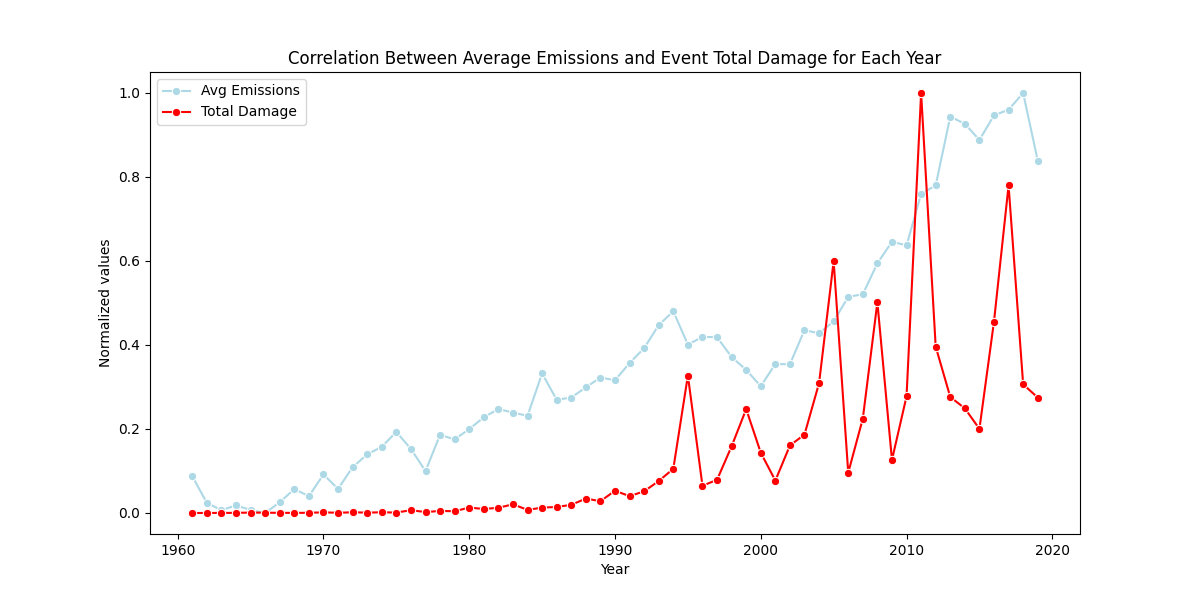 Correlation Between Average Emissions and Event Total Damage for Each Year
Avg Emissions
Total Damage
Normalized values
1.0
0.8
0.6
0.4
0.2
0.0
1960 1970 1980 1990 2000 2010 2020
Year